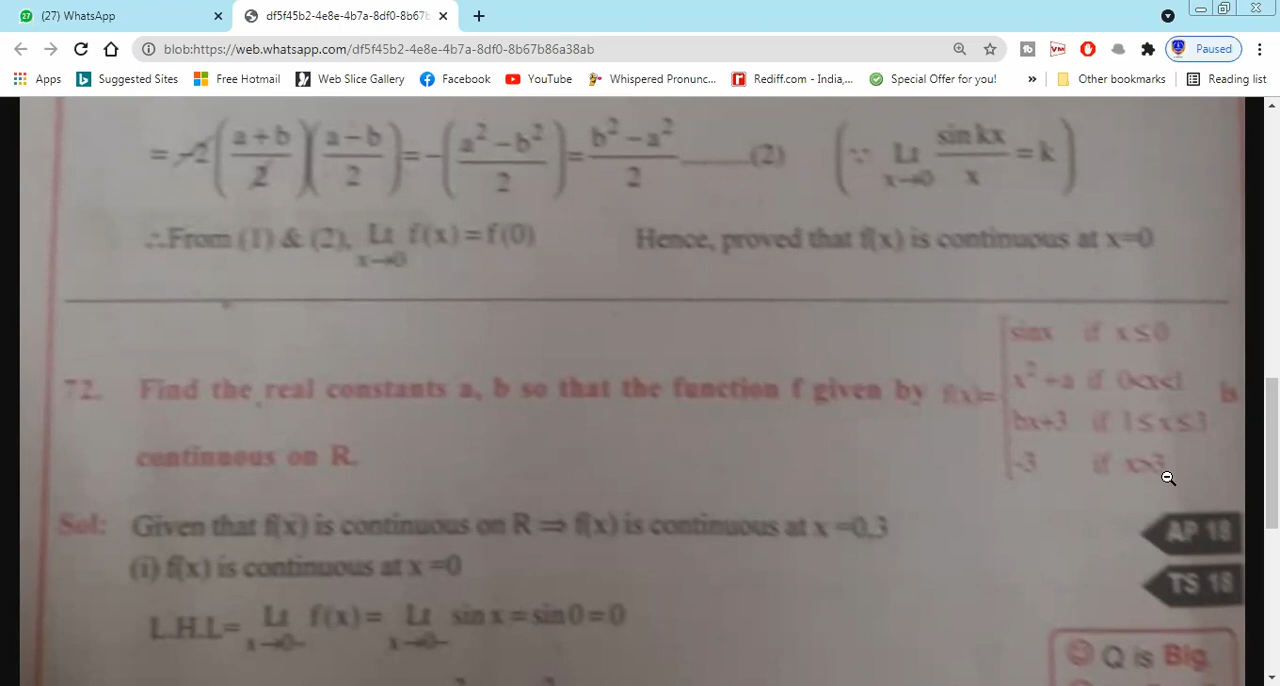 (27) WhatsApp
df5f45b2-4e8e-4b7a-8df0-8b67b
blob:https://web.whatsapp.com/df5f45b2-4e8e-4b7a-8df0-8b67b86a38ab
Paused
Apps Suggested Sites Free Hotmail Web Slice Gallery Facebook YouTube Whispered Pronunc... Rediff.com - India,... Special Offer for you! » Other bookmarks Reading list
= -2((a+b)/2)((a-b)/2) = -((a²-b²)/2) = (b²-a²)/2 ____(2) (∵ Lt x→0 sin kx/x = k)
∴From (1) & (2), Lt x→0 f(x)=f(0) Hence, proved that f(x) is continuous at x=0
72. Find the real constants a, b so that the function f given by f(x)= is
sinx if x≤0
x²+a if 0<x<1
bx+3 if 1≤x≤3
-3 if x>3
continuous on R.
Sol: Given that f(x) is continuous on R ⇒ f(x) is continuous at x =0,3
AP 18
(i) f(x) is continuous at x =0
TS 18
L.H.L= Lt x→0- f(x)= Lt x→0- sin x = sin 0 = 0
Q is Big